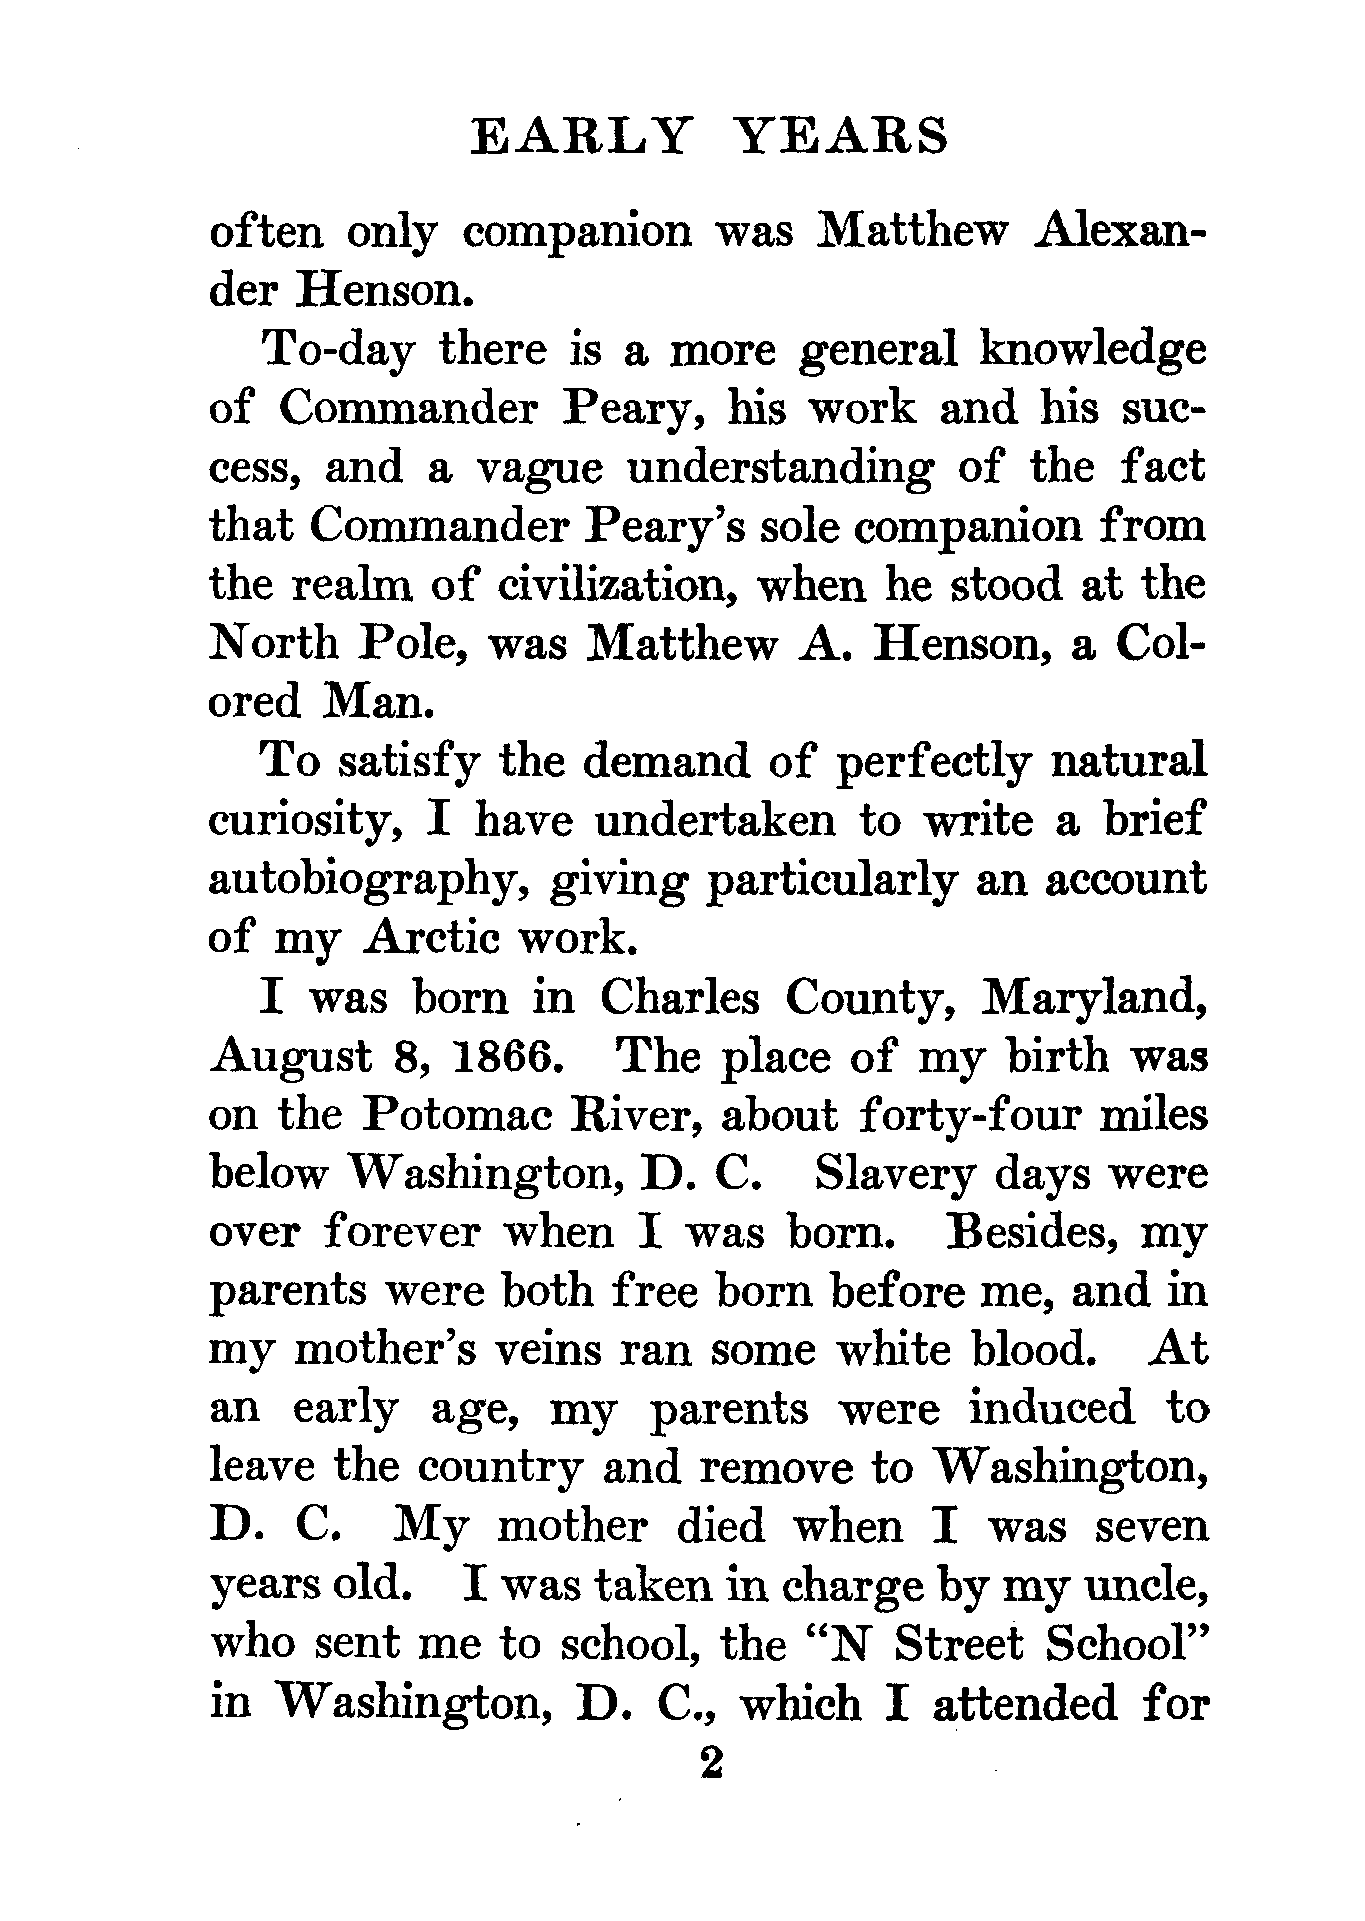 EARLY YEARS
often only companion was Matthew Alexan-
der Henson.
To-day there is a more general knowledge
of Commander Peary, his work and his suc-
cess, and a vague understanding of the fact
that Commander Peary's sole companion from
the realm of civilization, when he stood at the
North Pole, was Matthew A. Henson, a Col-
ored Man.
To satisfy the demand of perfectly natural
curiosity, I have undertaken to write a brief
autobiography, giving particularly an account
of my Arctic work.
I was born in Charles County, Maryland,
August 8, 1866. The place of my birth was
on the Potomac River, about forty-four miles
below Washington, D. C. Slavery days were
over forever when I was born. Besides, my
parents were both free born before me, and in
my mother's veins ran some white blood. At
an early age, my parents were induced to
leave the country and remove to Washington,
D. C. My mother died when I was seven
years old. I was taken in charge by my uncle,
who sent me to school, the “N Street School”
in Washington, D. C., which I attended for
2